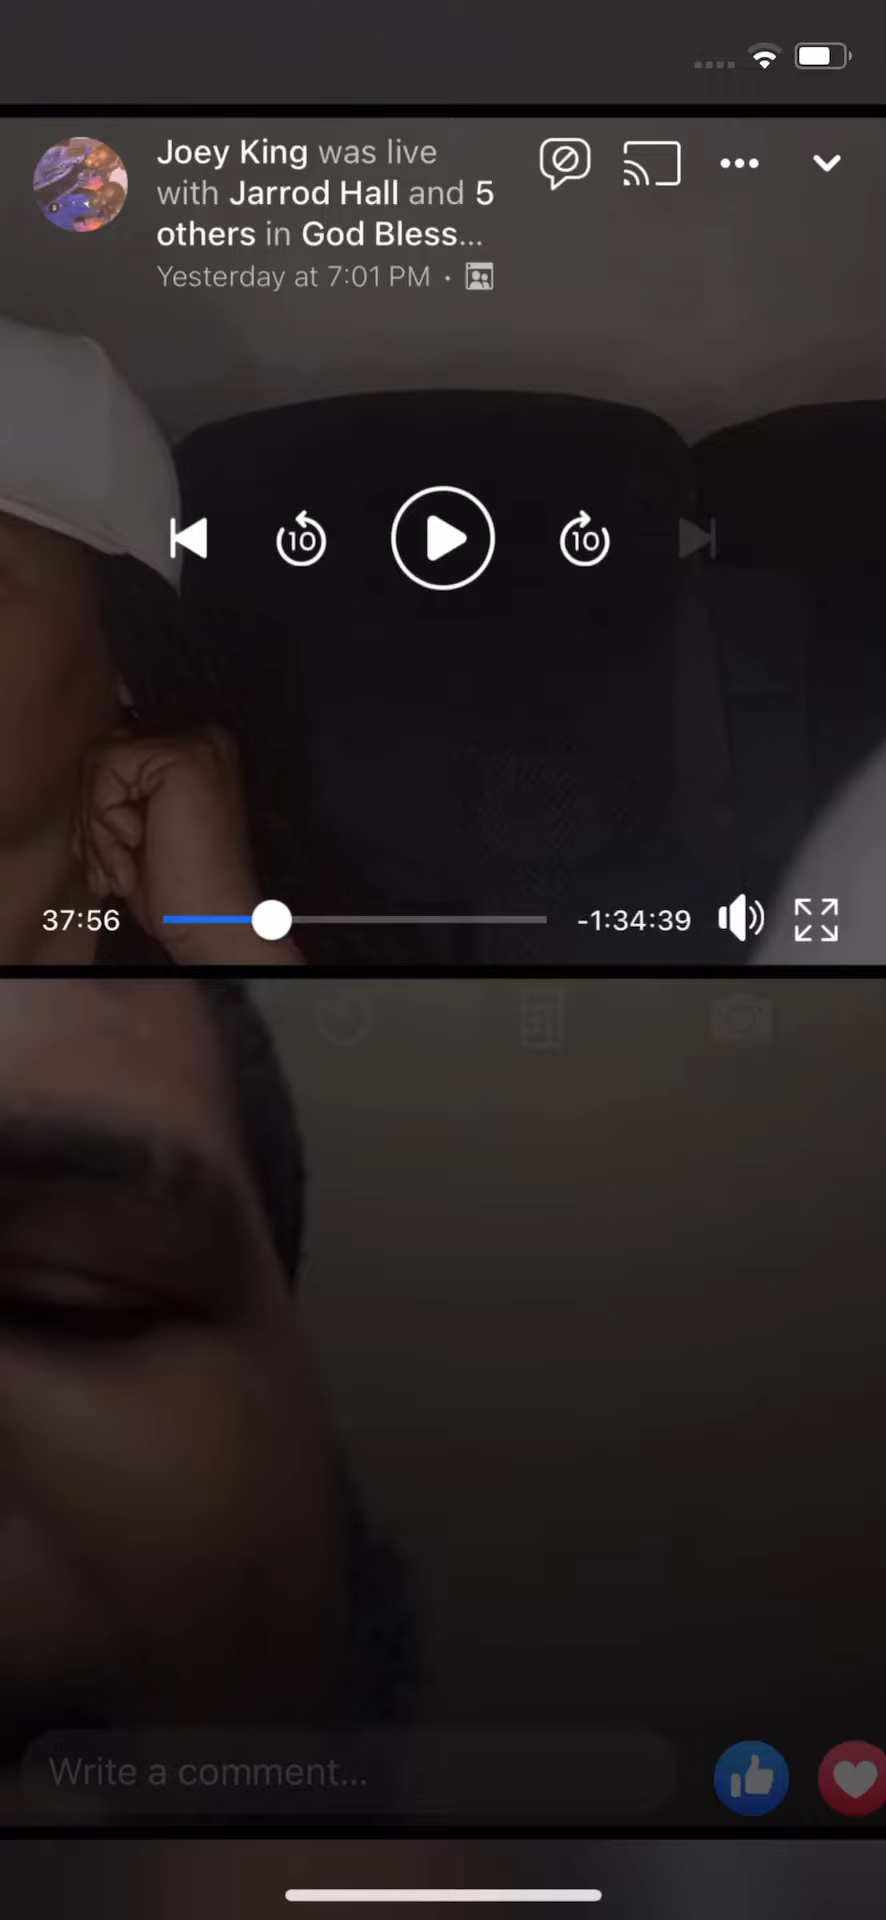 Joey King was live
with Jarrod Hall and 5
others in God Bless...
Yesterday at 7:01 PM ·
10
10
37:56
-1:34:39
Write a comment...